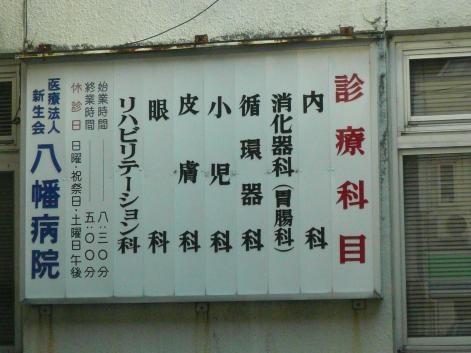 診療科目
内科
消化器科(胃腸科)
循環器科
小児科
皮膚科
眼科
リハビリテーション科
始業時間 八:三〇分
終業時間 五:〇〇分
休診日 日曜・祝祭日・土曜日午後
医療法人
新生会
八幡病院